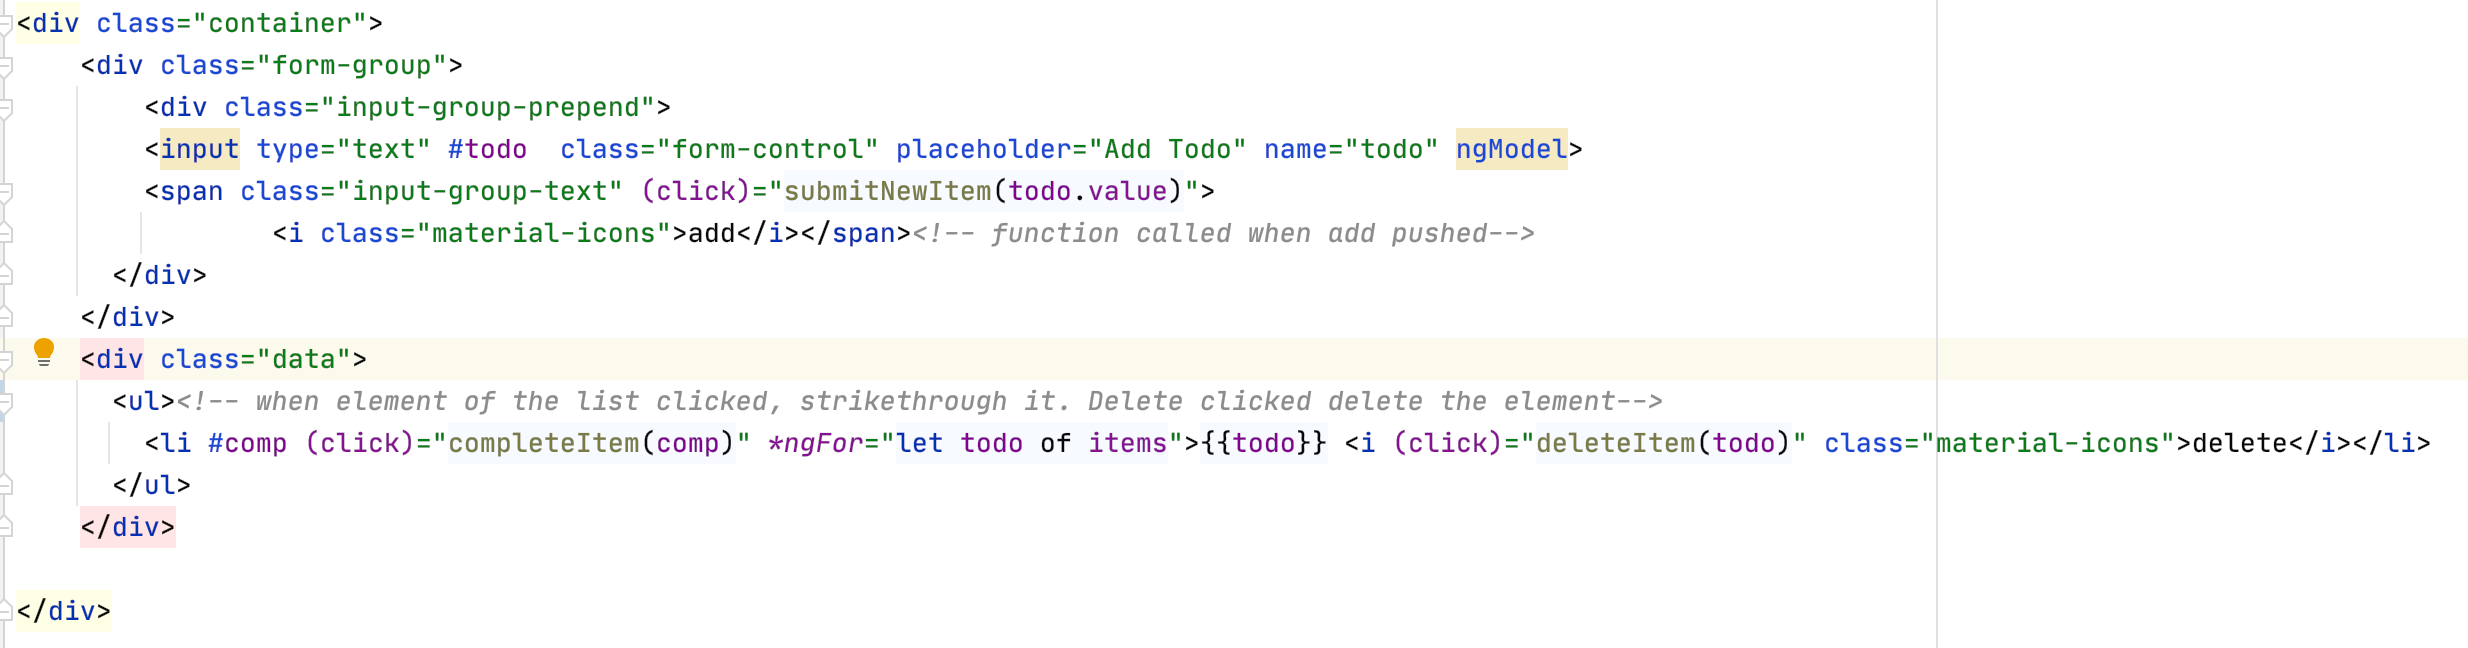 <div class="container">
    <div class="form-group">
        <div class="input-group-prepend">
        <input type="text" #todo  class="form-control" placeholder="Add Todo" name="todo" ngModel>
        <span class="input-group-text" (click)="submitNewItem(todo.value)">
                <i class="material-icons">add</i></span><!-- function called when add pushed-->
      </div>
    </div>
    <div class="data">
      <ul><!-- when element of the list clicked, strikethrough it. Delete clicked delete the element-->
        <li #comp (click)="completeItem(comp)" *ngFor="let todo of items">{{todo}} <i (click)="deleteItem(todo)" class="material-icons">delete</i></li>
      </ul>
    </div>

</div>